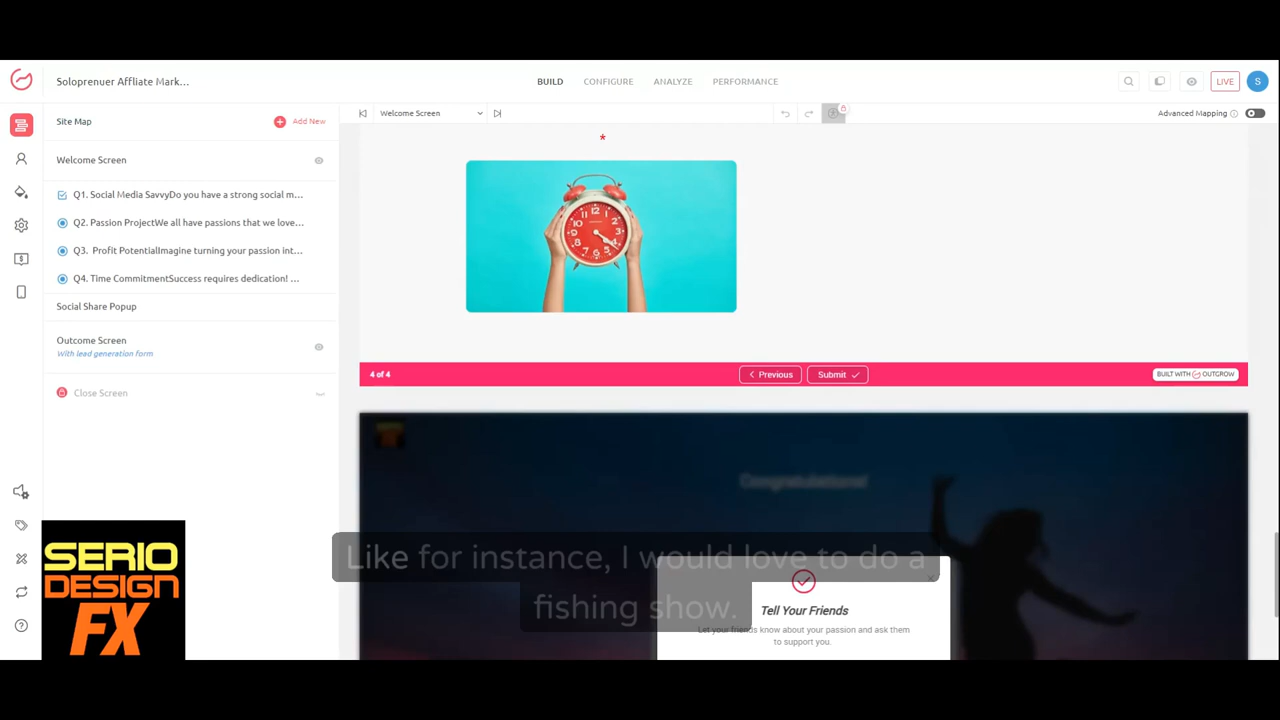 Soloprenuer Affliate Mark...
BUILD
CONFIGURE
ANALYZE
PERFORMANCE
LIVE
S
Site Map
Add New
Welcome Screen
Advanced Mapping
Welcome Screen
Q1. Social Media SavvyDo you have a strong social m...
Q2. Passion ProjectWe all have passions that we love...
Q3. Profit PotentialImagine turning your passion int...
Q4. Time CommitmentSuccess requires dedication! ...
Social Share Popup
Outcome Screen
With lead generation form
Close Screen
*
4 of 4
Previous
Submit
BUILT WITH OUTGROW
Congratulations!
Like for instance, I would love to do a
fishing show.
Tell Your Friends
Let your friends know about your passion and ask them
to support you.
SERIO
DESIGN
FX